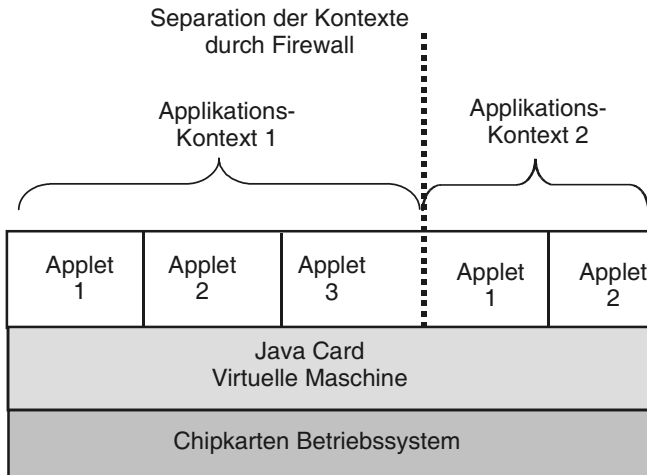 Separation der Kontexte
durch Firewall
Applikations-
Kontext 1
Applikations-
Kontext 2
Applet
1
Applet
2
Applet
3
Applet
1
Applet
2
Java Card
Virtuelle Maschine
Chipkarten Betriebssystem